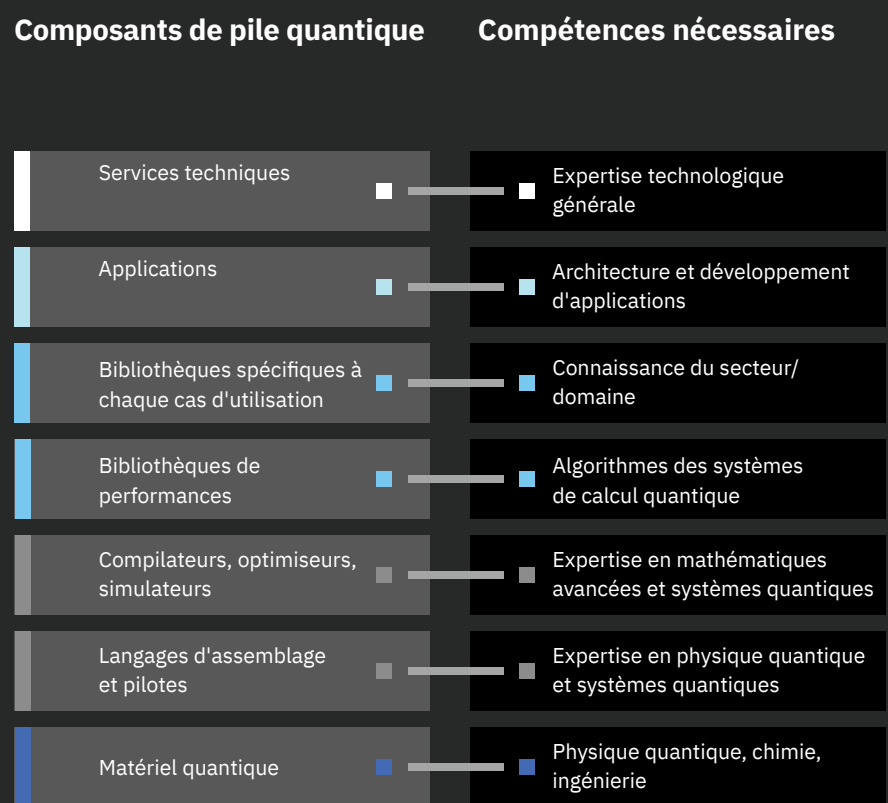 Composants de pile quantique
Compétences nécessaires
Services techniques
Expertise technologique
générale
Applications
Architecture et développement
d'applications
Bibliothèques spécifiques à
chaque cas d'utilisation
Connaissance du secteur/
domaine
Bibliothèques de
performances
Algorithmes des systèmes
de calcul quantique
Compilateurs, optimiseurs,
simulateurs
Expertise en mathématiques
avancées et systèmes quantiques
Langages d'assemblage
et pilotes
Expertise en physique quantique
et systèmes quantiques
Matériel quantique
Physique quantique, chimie,
ingénierie